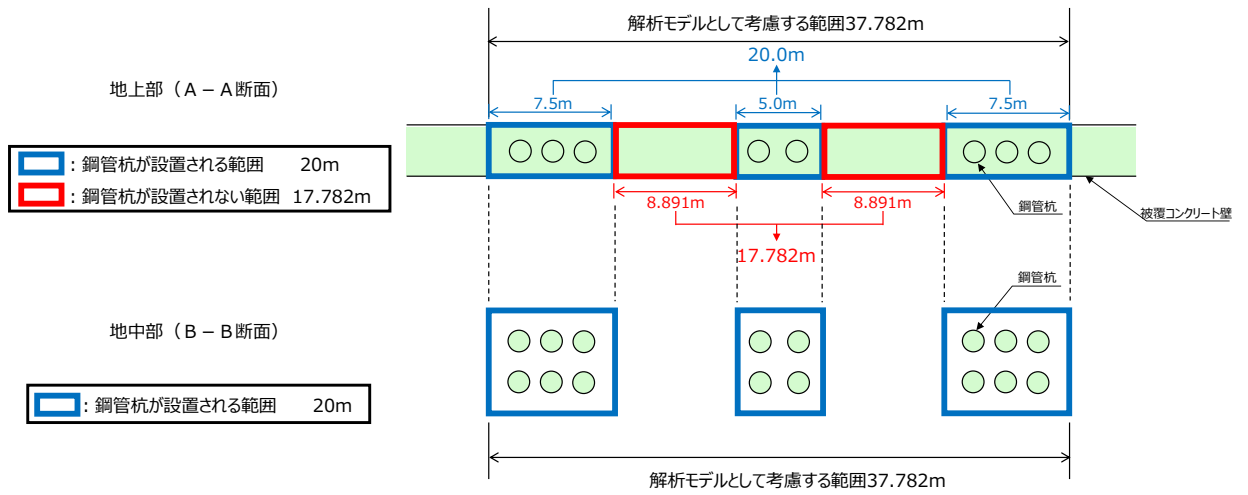 解析モデルとして考慮する範囲37.782m
20.0m
地上部（A－A断面）
7.5m
5.0m
7.5m
：鋼管杭が設置される範囲　20m
：鋼管杭が設置されない範囲 17.782m
8.891m
8.891m
鋼管杭
被覆コンクリート壁
17.782m
鋼管杭
地中部（B－B断面）
：鋼管杭が設置される範囲　20m
解析モデルとして考慮する範囲37.782m